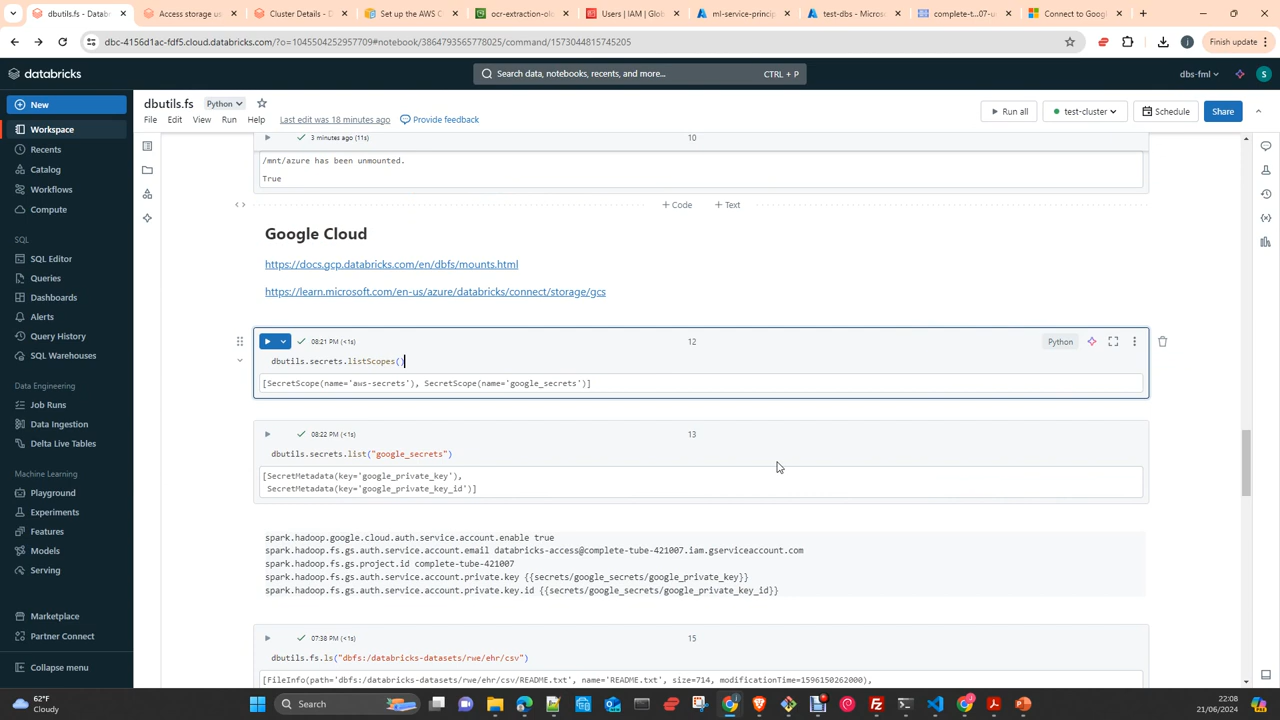 dbutils.fs - Datab
Access storage us
Cluster Details - D
Set up the AWS C
ocr-extraction-olo
Users | IAM | Glob
ml-service-princip
test-dbs - Microso
complete-t...07-u
Connect to Googl
dbc-4156d1ac-fdf5.cloud.databricks.com/?o=1045504252957709#notebook/3864793565778025/command/1573044815745205
Finish update
databricks
Search data, notebooks, recents, and more...
CTRL + P
dbs-fml
S
New
Workspace
Recents
Catalog
Workflows
Compute
SQL
SQL Editor
Queries
Dashboards
Alerts
Query History
SQL Warehouses
Data Engineering
Job Runs
Data Ingestion
Delta Live Tables
Machine Learning
Playground
Experiments
Features
Models
Serving
Marketplace
Partner Connect
Collapse menu
dbutils.fs
Python
File
Edit
View
Run
Help
Last edit was 18 minutes ago
Provide feedback
Run all
test-cluster
Schedule
Share
3 minutes ago (11s)
10
/mnt/azure has been unmounted.
True
+ Code
+ Text
Google Cloud
https://docs.gcp.databricks.com/en/dbfs/mounts.html
https://learn.microsoft.com/en-us/azure/databricks/connect/storage/gcs
08:21 PM (<1s)
12
Python
dbutils.secrets.listScopes()
[SecretScope(name='aws-secrets'), SecretScope(name='google_secrets')]
08:22 PM (<1s)
13
dbutils.secrets.list("google_secrets")
[SecretMetadata(key='google_private_key'),
SecretMetadata(key='google_private_key_id')]
spark.hadoop.google.cloud.auth.service.account.enable true
spark.hadoop.fs.gs.auth.service.account.email databricks-access@complete-tube-421007.iam.gserviceaccount.com
spark.hadoop.fs.gs.project.id complete-tube-421007
spark.hadoop.fs.gs.auth.service.account.private.key {{secrets/google_secrets/google_private_key}}
spark.hadoop.fs.gs.auth.service.account.private.key.id {{secrets/google_secrets/google_private_key_id}}
07:38 PM (<1s)
15
dbutils.fs.ls("dbfs:/databricks-datasets/rwe/ehr/csv")
[FileInfo(path='dbfs:/databricks-datasets/rwe/ehr/csv/README.txt', name='README.txt', size=714, modificationTime=1596150262000),
62°F
Clear
Search
22:08
21/06/2024